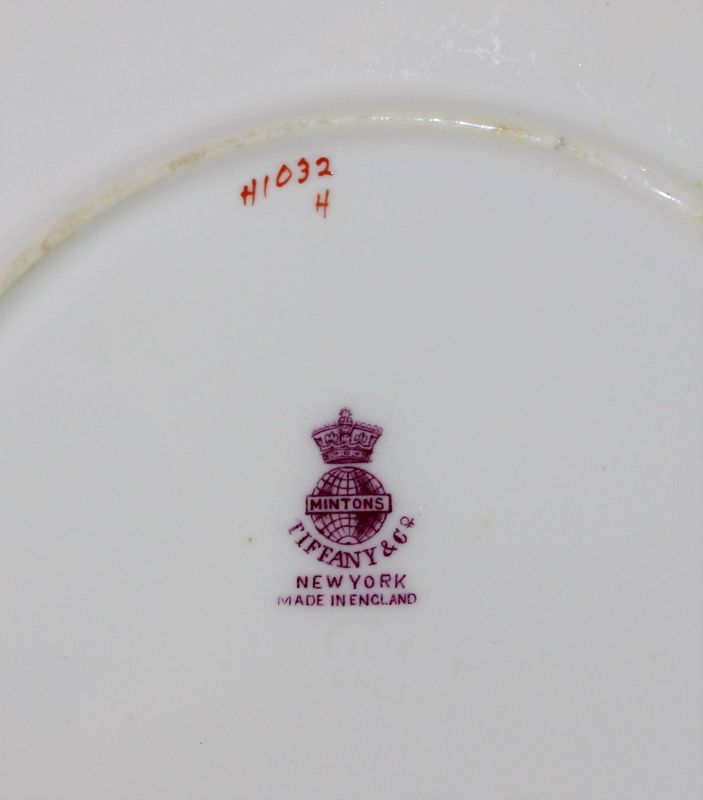 H1032
H
MINTONS
TIFFANY & Co
NEW YORK
MADE IN ENGLAND